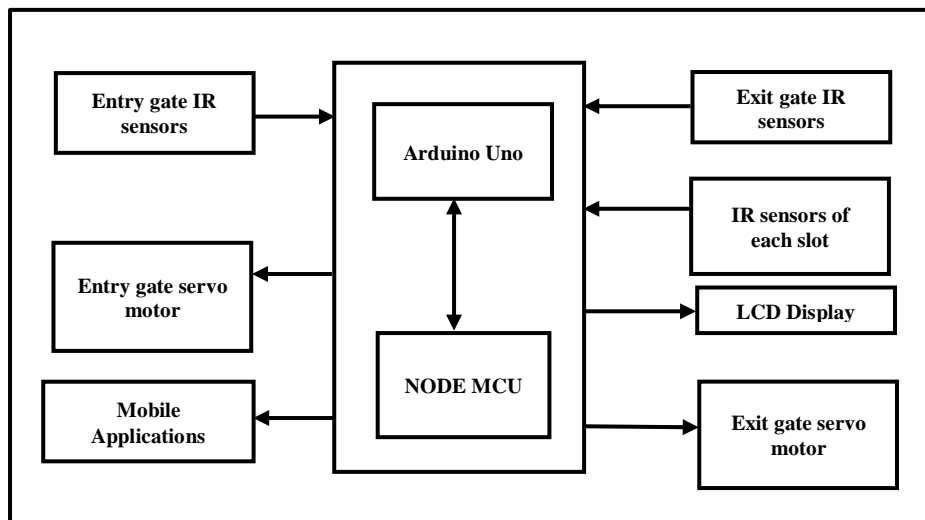 Entry gate IR
sensors
Entry gate servo
motor
Mobile
Applications
Arduino Uno
NODE MCU
Exit gate IR
sensors
IR sensors of
each slot
LCD Display
Exit gate servo
motor